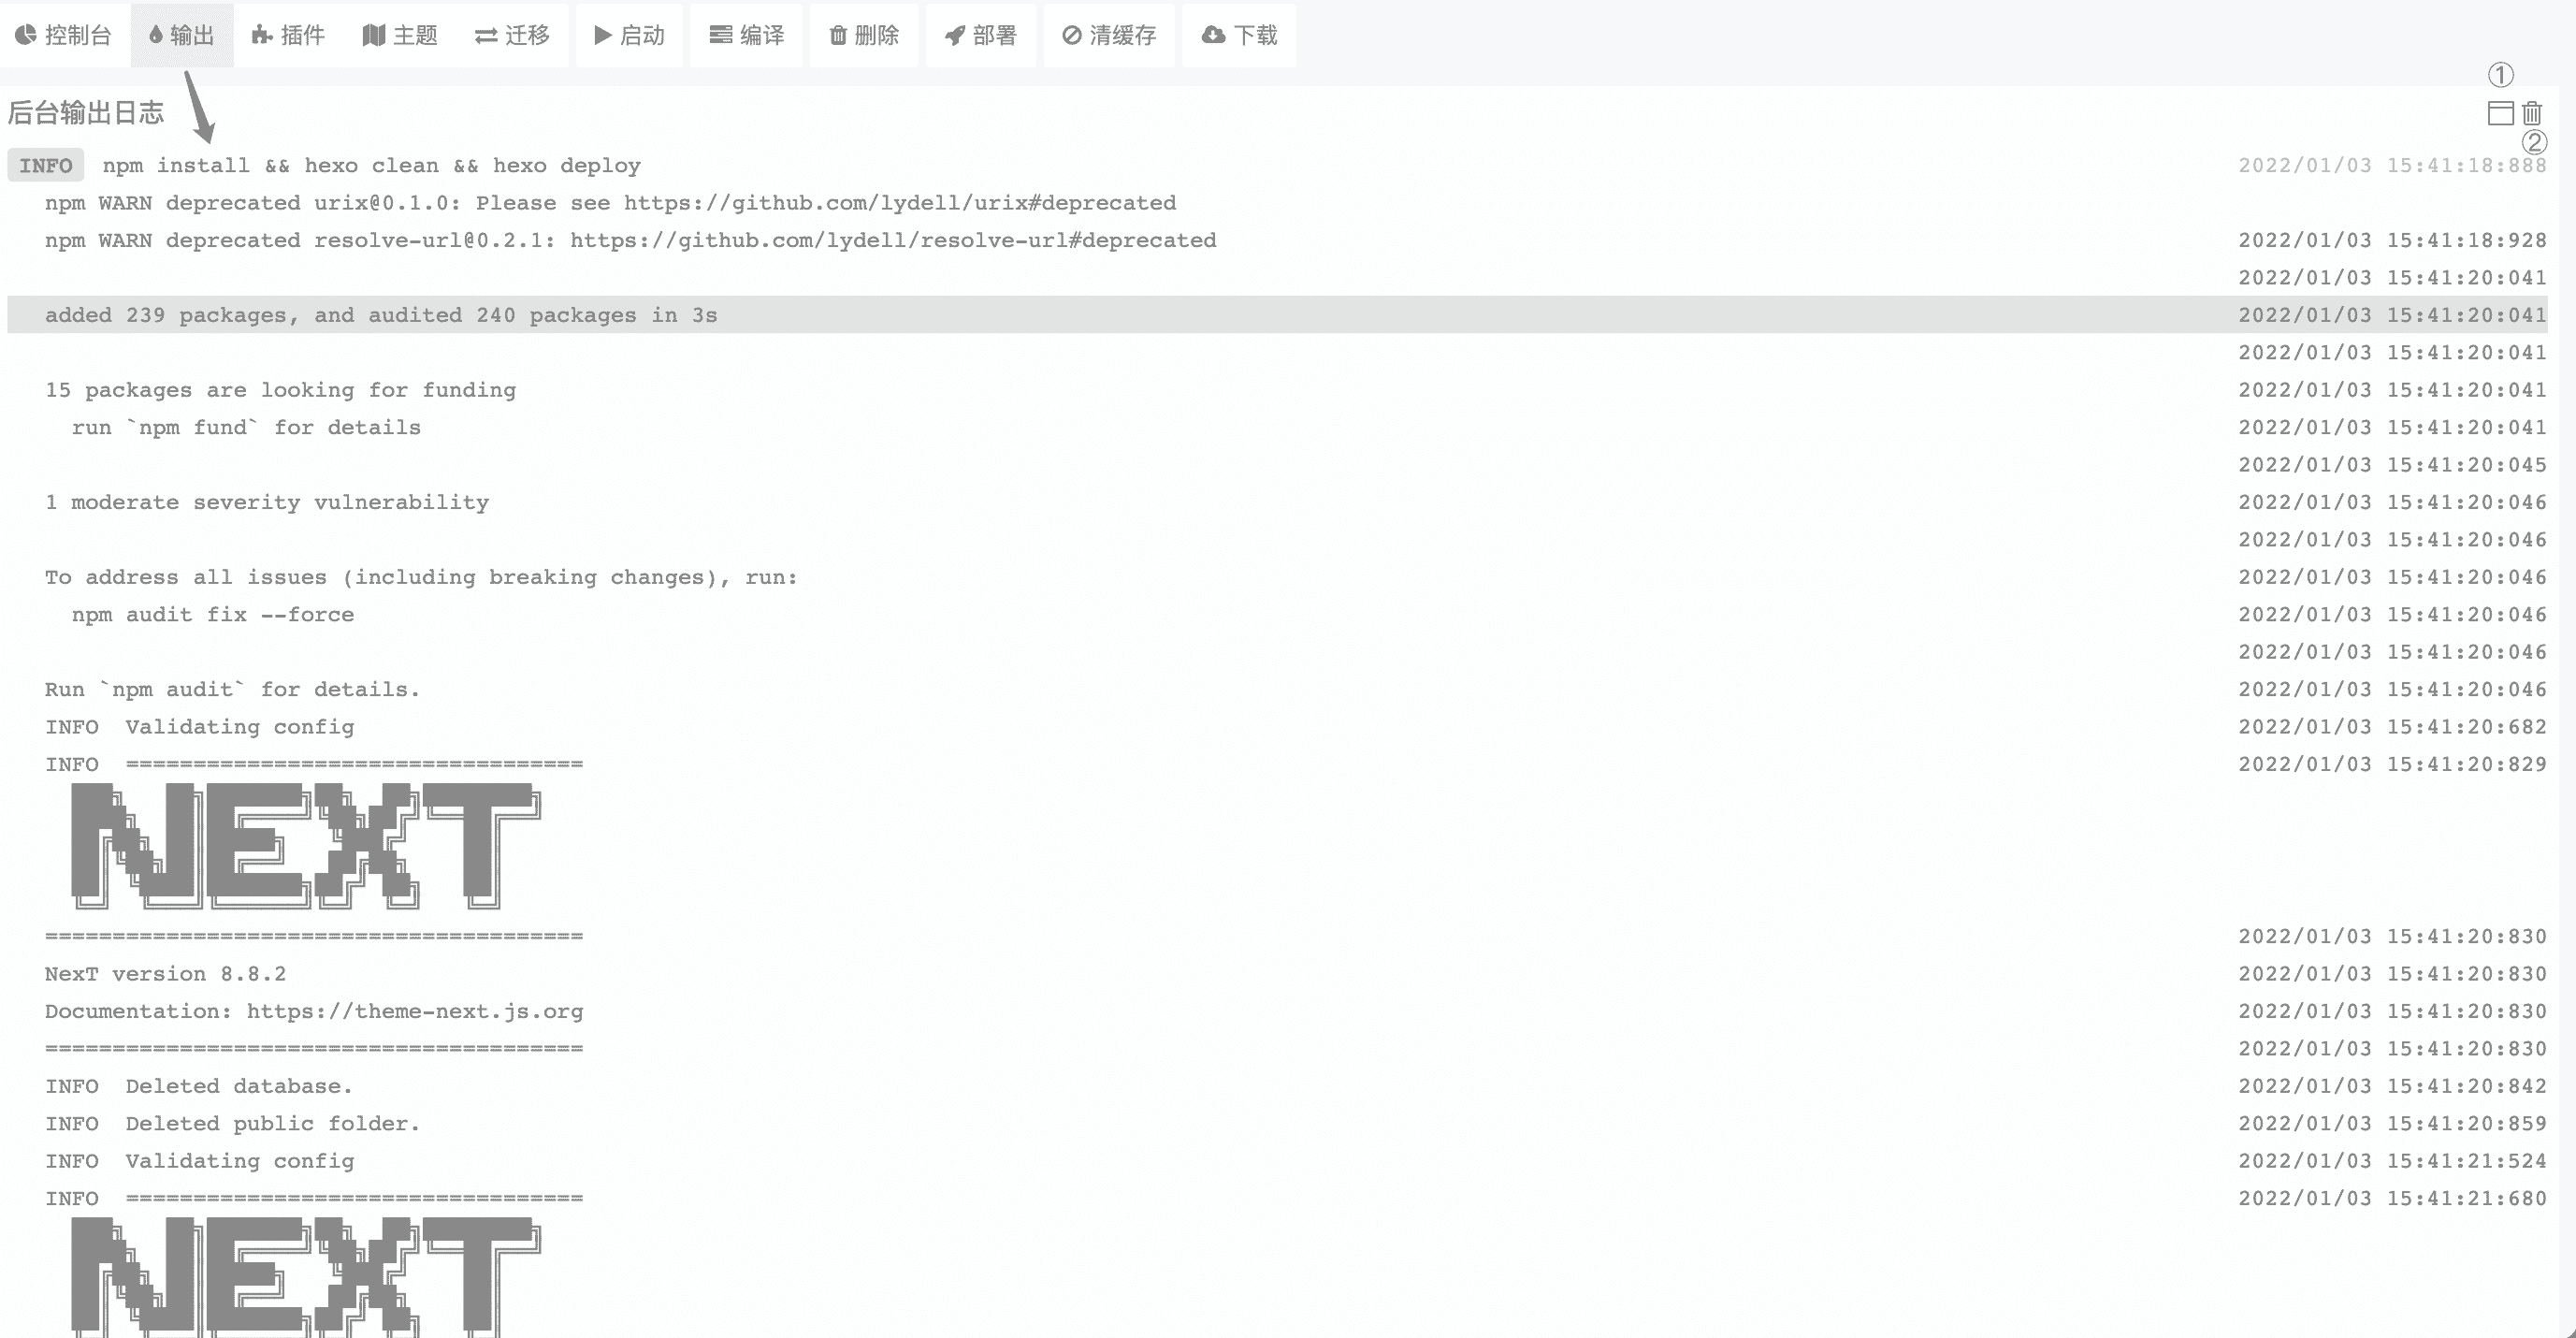 控制台 输出 插件 主题 迁移 启动 编译 删除 部署 清缓存 下载
①
后台输出日志
②
INFO npm install && hexo clean && hexo deploy 2022/01/03 15:41:18:888
npm WARN deprecated urix@0.1.0: Please see https://github.com/lydell/urix#deprecated
npm WARN deprecated resolve-url@0.2.1: https://github.com/lydell/resolve-url#deprecated 2022/01/03 15:41:18:928
2022/01/03 15:41:20:041
added 239 packages, and audited 240 packages in 3s 2022/01/03 15:41:20:041
2022/01/03 15:41:20:041
15 packages are looking for funding 2022/01/03 15:41:20:041
run `npm fund` for details 2022/01/03 15:41:20:041
2022/01/03 15:41:20:045
1 moderate severity vulnerability 2022/01/03 15:41:20:046
2022/01/03 15:41:20:046
To address all issues (including breaking changes), run: 2022/01/03 15:41:20:046
npm audit fix --force 2022/01/03 15:41:20:046
2022/01/03 15:41:20:046
Run `npm audit` for details. 2022/01/03 15:41:20:046
INFO Validating config 2022/01/03 15:41:20:682
INFO ================================== 2022/01/03 15:41:20:829
NEXT
======================================== 2022/01/03 15:41:20:830
NexT version 8.8.2 2022/01/03 15:41:20:830
Documentation: https://theme-next.js.org 2022/01/03 15:41:20:830
======================================== 2022/01/03 15:41:20:830
INFO Deleted database. 2022/01/03 15:41:20:842
INFO Deleted public folder. 2022/01/03 15:41:20:859
INFO Validating config 2022/01/03 15:41:21:524
INFO ================================== 2022/01/03 15:41:21:680
NEXT